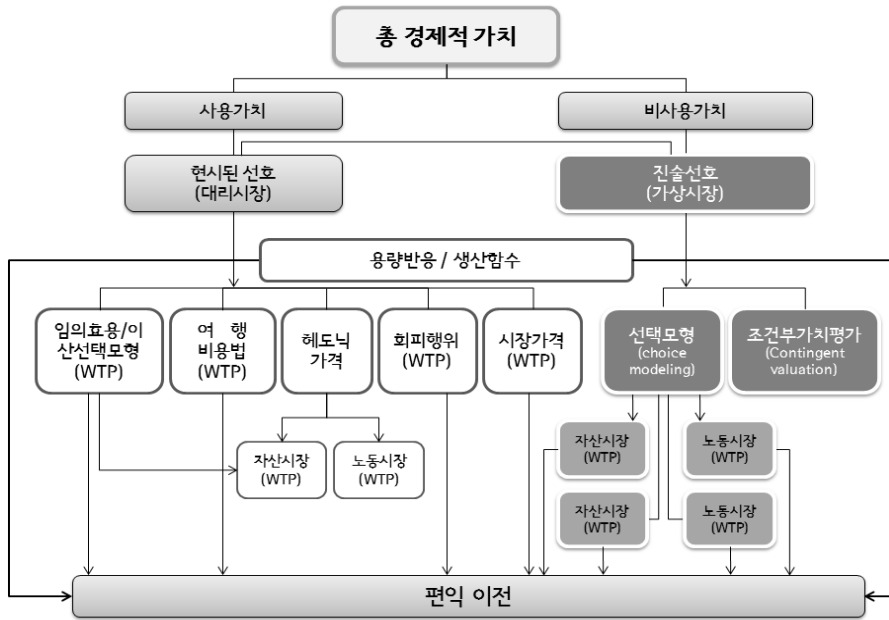 총 경제적 가치
사용가치
비사용가치
현시된 선호
(대리시장)
진술선호
(가상시장)
용량반응 / 생산함수
임의효용/이
산선택모형
(WTP)
여 행
비용법
(WTP)
헤도닉
가격
회피행위
(WTP)
시장가격
(WTP)
선택모형
(choice
modeling)
조건부가치평가
(Contingent
valuation)
자산시장
(WTP)
노동시장
(WTP)
자산시장
(WTP)
노동시장
(WTP)
자산시장
(WTP)
노동시장
(WTP)
편익 이전